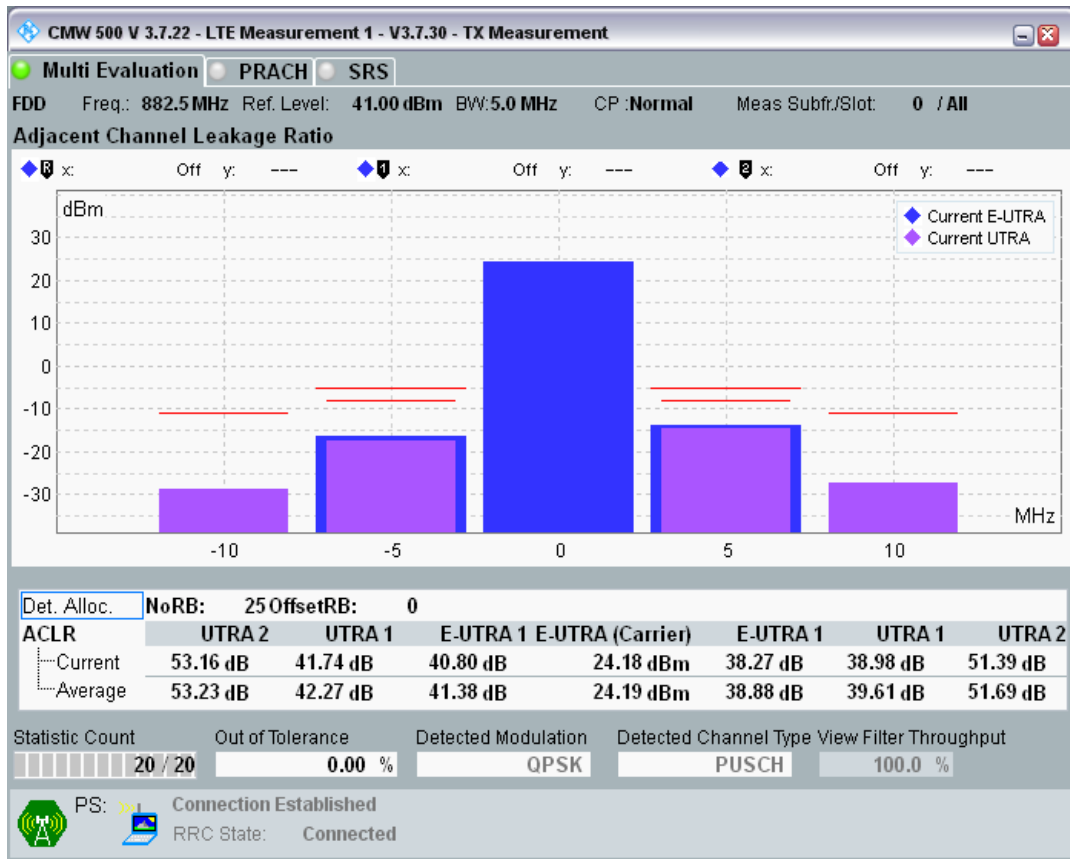 CMW 500 V 3.7.22 - LTE Measurement 1 - V3.7.30 - TX Measurement
Multi Evaluation PRACH SRS
FDD Freq.: 882.5 MHz Ref. Level: 41.00 dBm BW:5.0 MHz CP :Normal Meas Subfr./Slot: 0 / All
Adjacent Channel Leakage Ratio
R x: Off y: --- 1 x: Off y: --- 2 x: Off y: ---
dBm
Current E-UTRA
Current UTRA
30
20
10
0
-10
-20
-30
MHz
-10 -5 0 5 10
Det. Alloc. NoRB: 25 OffsetRB: 0
ACLR UTRA 2 UTRA 1 E-UTRA 1 E-UTRA (Carrier) E-UTRA 1 UTRA 1 UTRA 2
Current 53.16 dB 41.74 dB 40.80 dB 24.18 dBm 38.27 dB 38.98 dB 51.39 dB
Average 53.23 dB 42.27 dB 41.38 dB 24.19 dBm 38.88 dB 39.61 dB 51.69 dB
Statistic Count Out of Tolerance Detected Modulation Detected Channel Type View Filter Throughput
20 / 20 0.00 % QPSK PUSCH 100.0 %
PS: Connection Established
RRC State: Connected